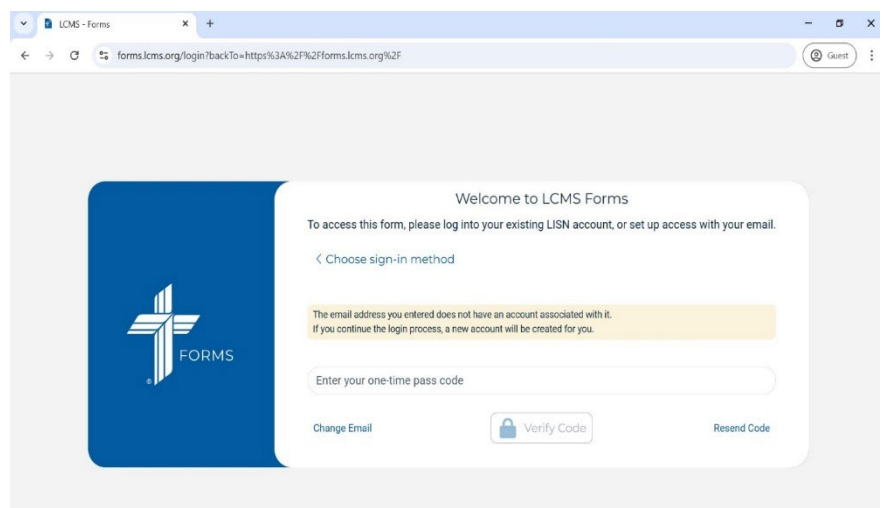 LCMS - Forms
forms.lcms.org/login?backTo=https%3A%2F%2Fforms.lcms.org%2F
Guest
Welcome to LCMS Forms
To access this form, please log into your existing LISN account, or set up access with your email.
< Choose sign-in method
The email address you entered does not have an account associated with it.
If you continue the login process, a new account will be created for you.
FORMS
®
Enter your one-time pass code
Change Email
Verify Code
Resend Code